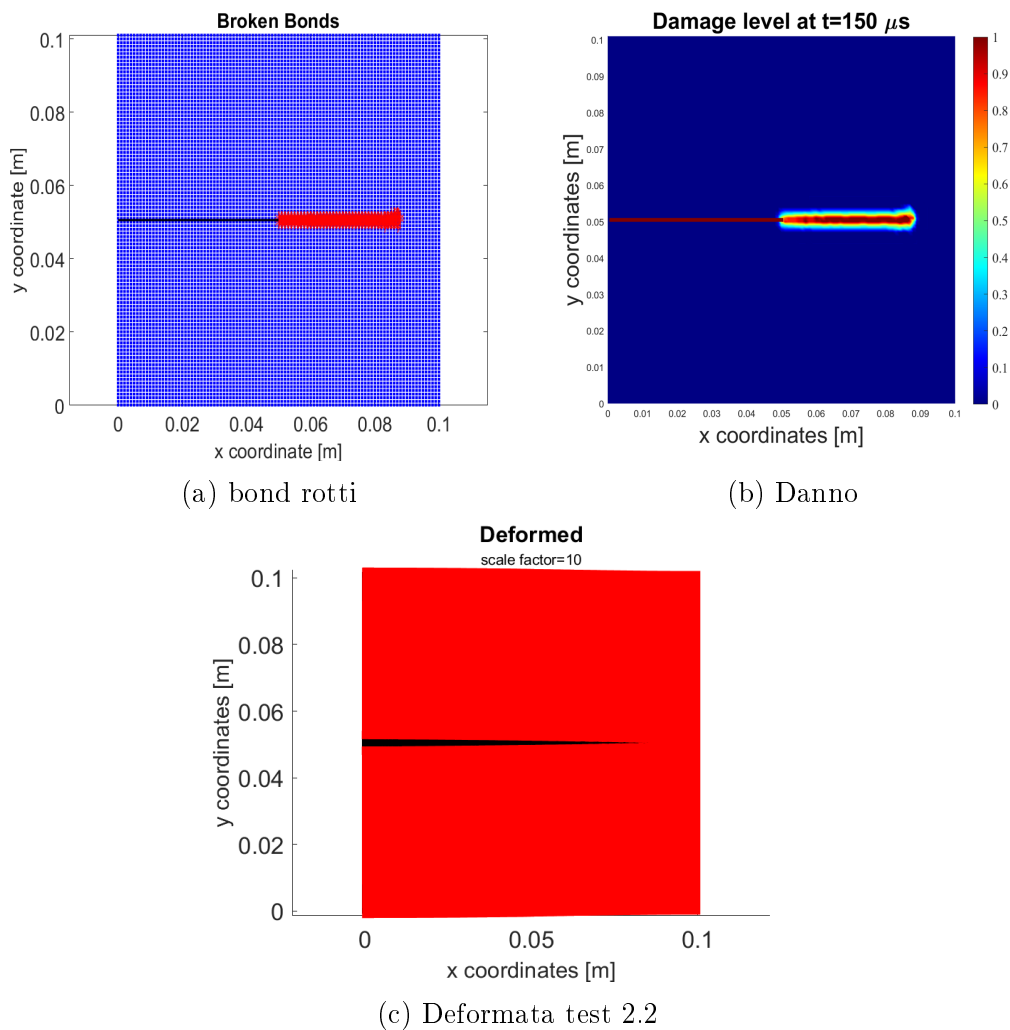 Broken Bonds
0.1
0.08
0.06
0.04
0.02
0
y coordinate [m]
0 0.02 0.04 0.06 0.08 0.1
x coordinate [m]
(a) bond rotti
Damage level at t=150 μs
0.1
0.09
0.08
0.07
0.06
0.05
0.04
0.03
0.02
0.01
0
y coordinates [m]
0 0.01 0.02 0.03 0.04 0.05 0.06 0.07 0.08 0.09 0.1
x coordinates [m]
1
0.9
0.8
0.7
0.6
0.5
0.4
0.3
0.2
0.1
0
(b) Danno
Deformed
scale factor=10
0.1
0.08
0.06
0.04
0.02
0
y coordinates [m]
0 0.05 0.1
x coordinates [m]
(c) Deformata test 2.2